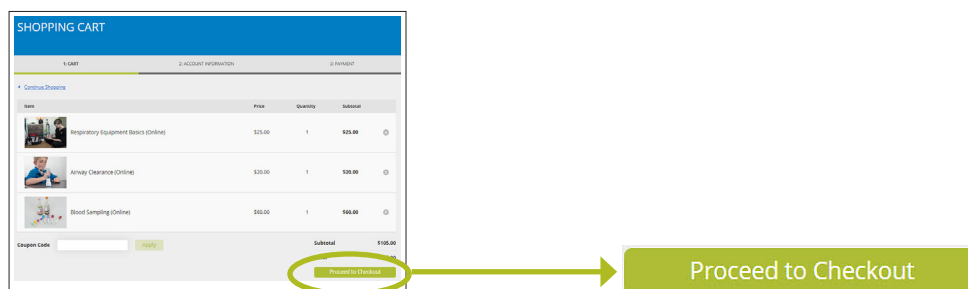 SHOPPING CART
1: CART 2: ACCOUNT INFORMATION 3: PAYMENT
Continue Shopping
Item Price Quantity Subtotal
Respiratory Equipment Basics (Online) $25.00 1 $25.00
Airway Clearance (Online) $20.00 1 $20.00
Blood Sampling (Online) $60.00 1 $60.00
Coupon Code Apply Subtotal $105.00
Proceed to Checkout
Proceed to Checkout